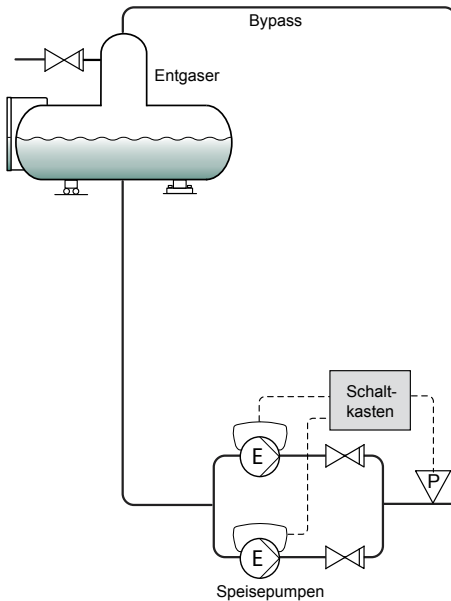 Bypass
Entgaser
Schalt-
kasten
E
P
E
Speisepumpen